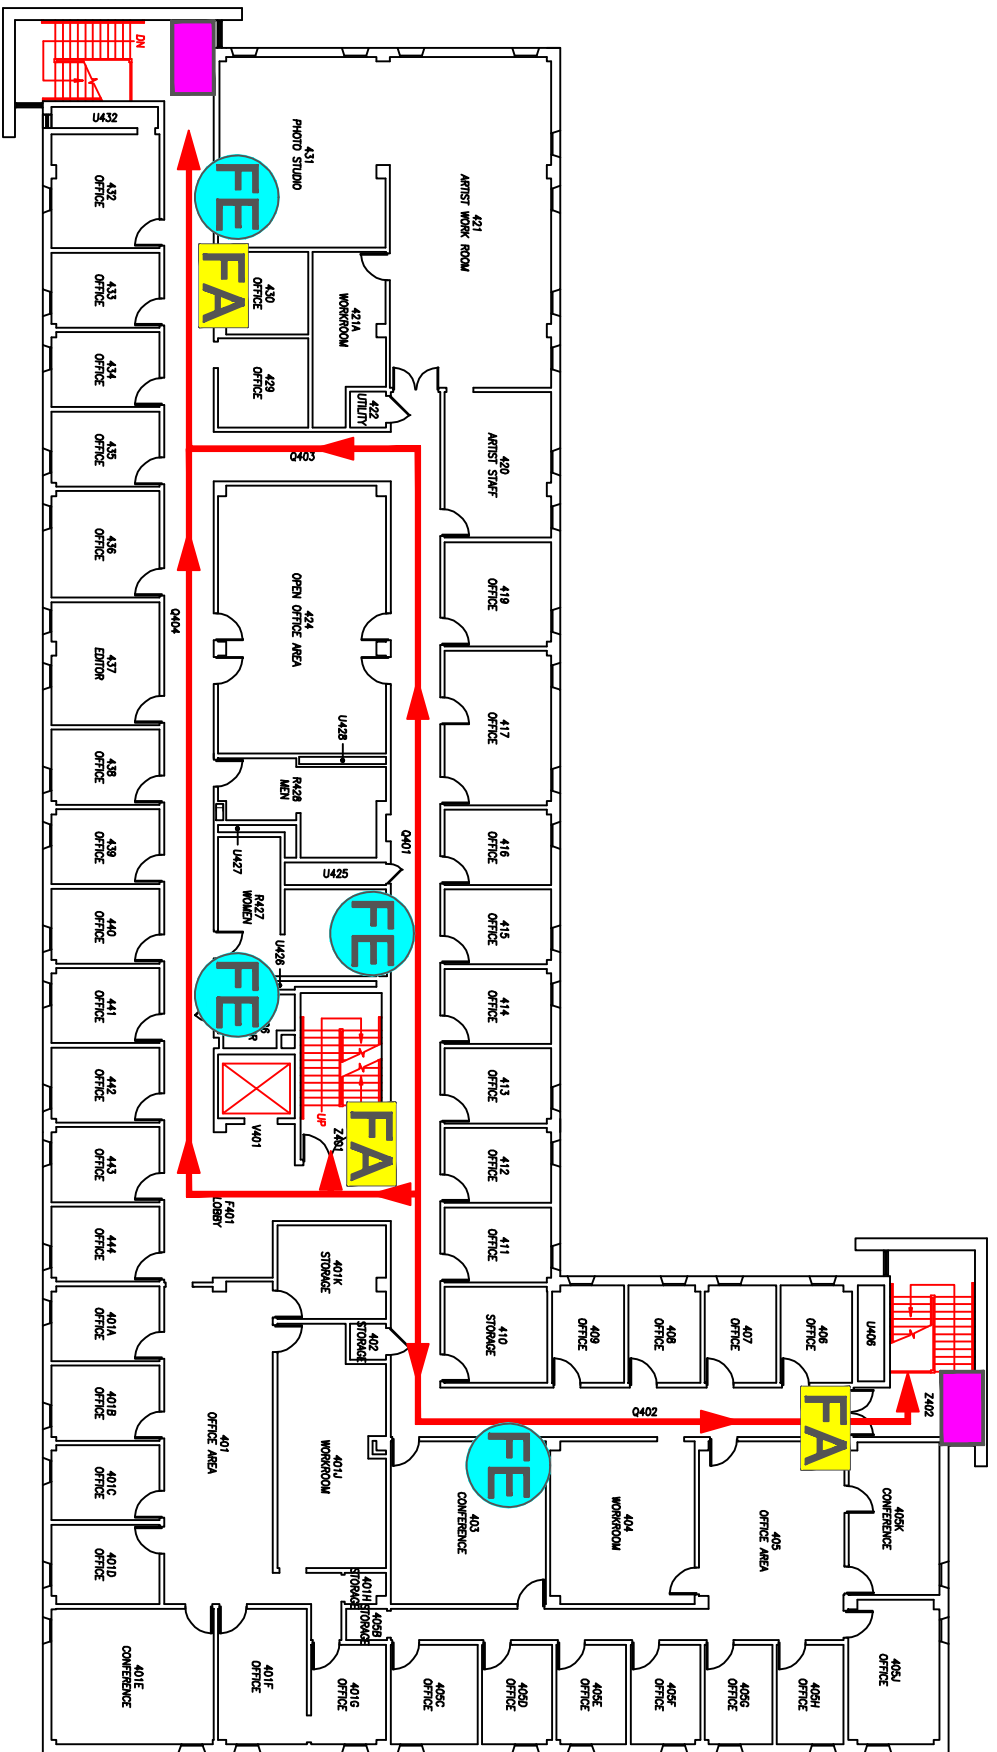 DN
U432
432
OFFICE
433
OFFICE
434
OFFICE
435
OFFICE
436
OFFICE
437
EDITOR
438
OFFICE
439
OFFICE
440
OFFICE
441
OFFICE
442
OFFICE
443
OFFICE
444
OFFICE
401A
OFFICE
401B
OFFICE
401C
OFFICE
401D
OFFICE
401E
CONFERENCE
Q404
FE
FA
431
PHOTO STUDIO
421
ARTIST WORK ROOM
430
OFFICE
421A
WORKROOM
429
OFFICE
422
UTILITY
Q403
420
ARTIST STAFF
424
OPEN OFFICE AREA
419
OFFICE
417
OFFICE
U428
R428
MEN
Q401
416
OFFICE
U427
U425
R427
WOMEN
FE
415
OFFICE
U426
FE
414
OFFICE
413
OFFICE
UP
Z401
V401
FA
412
OFFICE
F401
LOBBY
411
OFFICE
401K
STORAGE
402
STORAGE
410
STORAGE
409
OFFICE
408
OFFICE
407
OFFICE
406
OFFICE
U406
Z402
Q402
FA
FE
401
OFFICE AREA
401J
WORKROOM
403
CONFERENCE
404
WORKROOM
405
OFFICE AREA
405K
CONFERENCE
401H
STORAGE
405B
STORAGE
401F
OFFICE
401G
OFFICE
405C
OFFICE
405D
OFFICE
405E
OFFICE
405F
OFFICE
405G
OFFICE
405H
OFFICE
405J
OFFICE